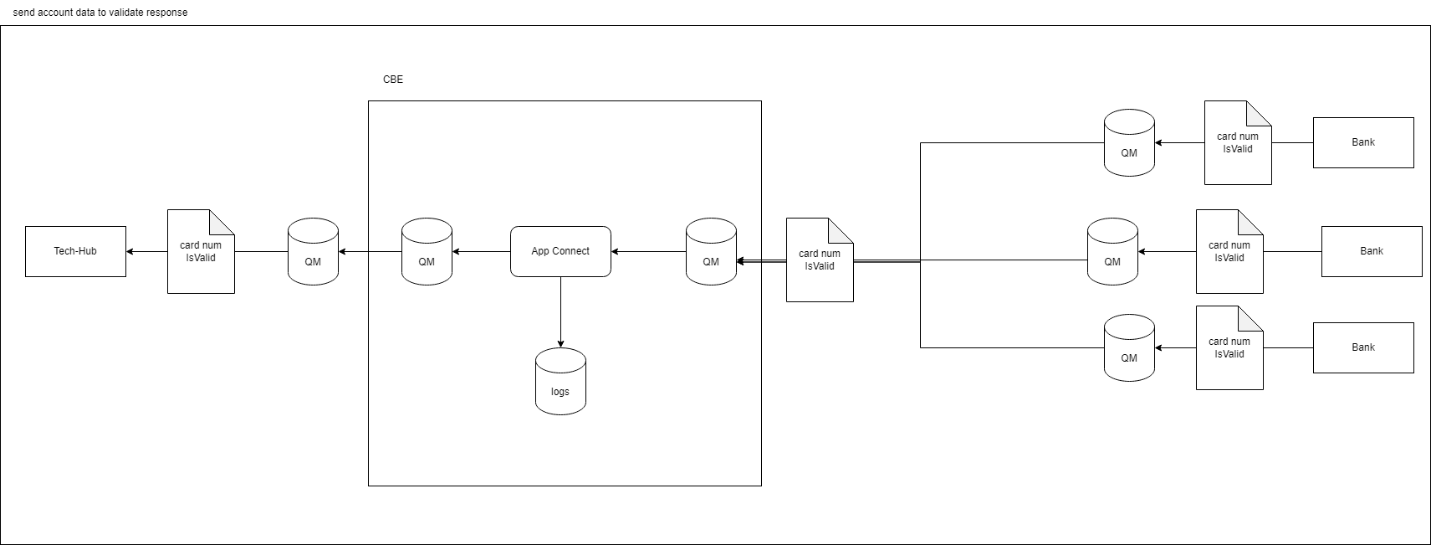 send account data to validate response
CBE
Tech-Hub
card num
IsValid
QM
QM
App Connect
logs
QM
card num
IsValid
QM
card num
IsValid
Bank
QM
card num
IsValid
Bank
QM
card num
IsValid
Bank